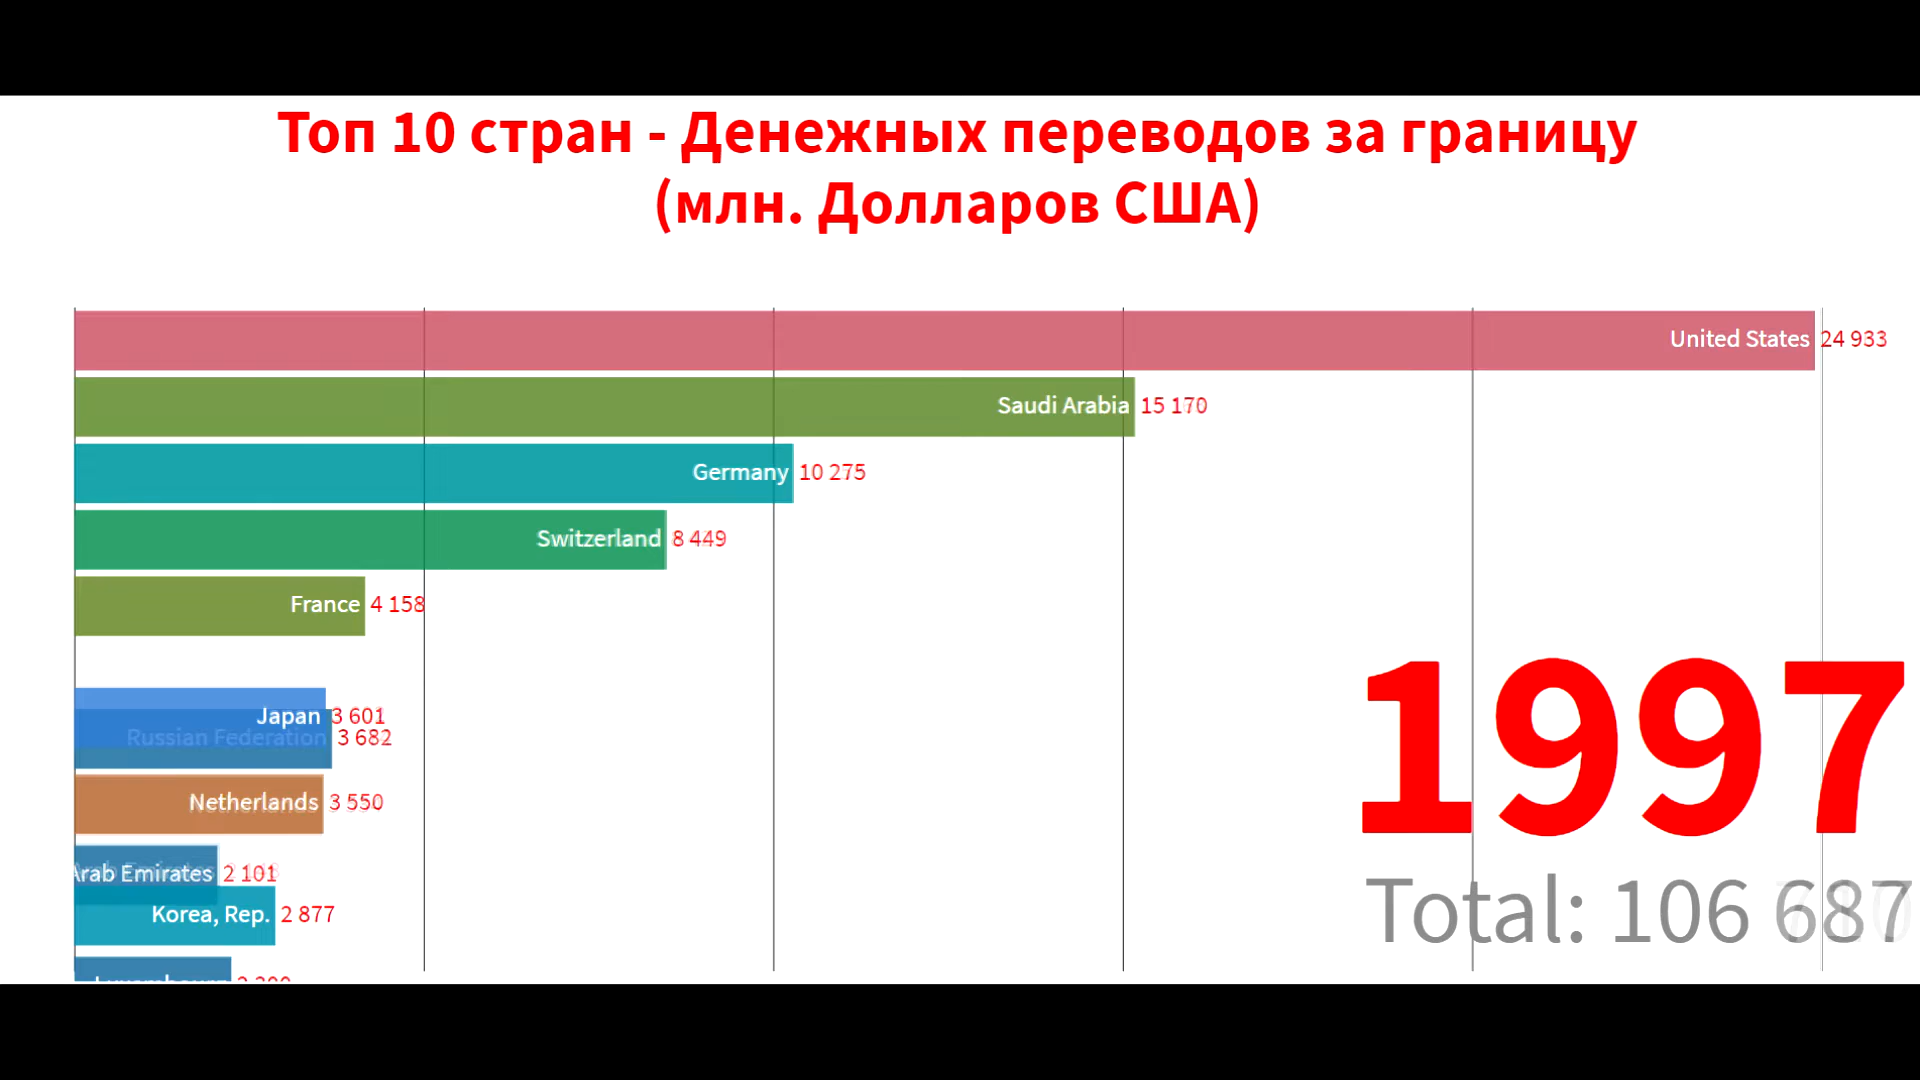 Топ 10 стран - Денежных переводов за границу
(млн. Долларов США)
United States 24 933
Saudi Arabia 15 170
Germany 10 275
Switzerland 8 449
France 4 158
Japan 3 601
Russian Federation 3 682
Netherlands 3 550
Arab Emirates 2 101
Korea, Rep. 2 877
1997
Total: 106 687